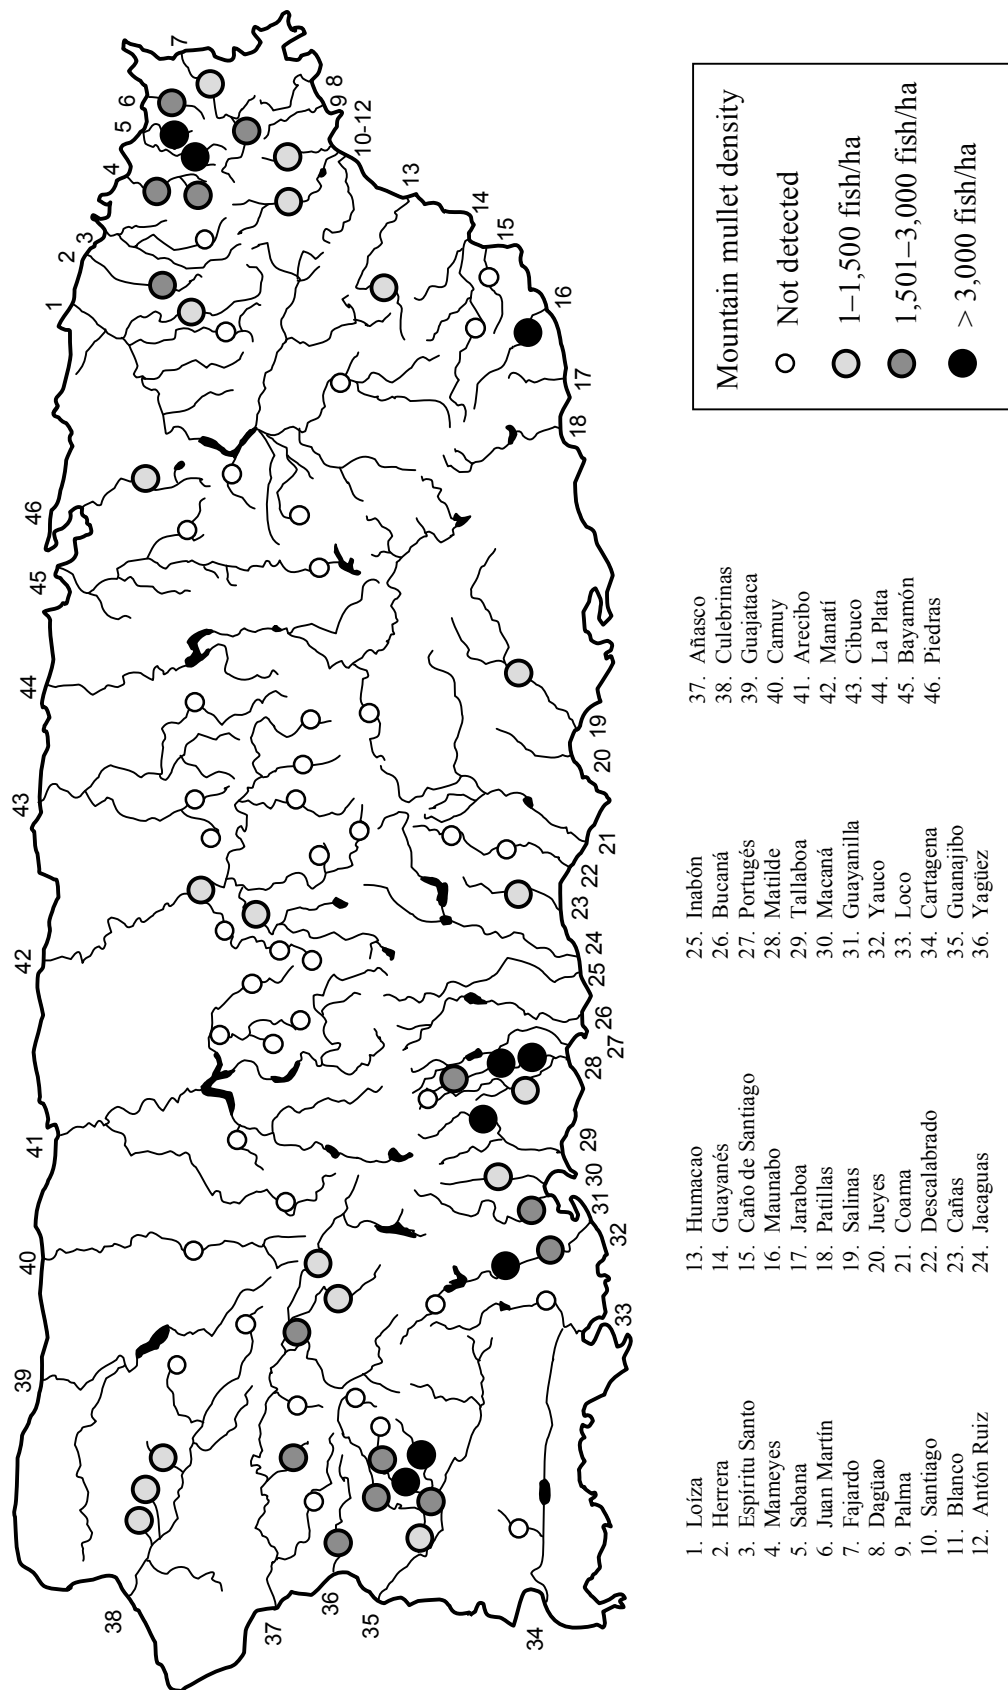 1
2
3
4
5
6
7
8
9
10-12
13
14
15
16
17
18
19
20
21
22
23
24
25
26
27
28
29
30
31
32
33
34
35
36
37
38
39
40
41
42
43
44
45
46
Mountain mullet density
Not detected
1–1,500 fish/ha
1,501–3,000 fish/ha
> 3,000 fish/ha
1. Loíza
2. Herrera
3. Espíritu Santo
4. Mameyes
5. Sabana
6. Juan Martín
7. Fajardo
8. Dagüao
9. Palma
10. Santiago
11. Blanco
12. Antón Ruiz
13. Humacao
14. Guayanés
15. Caño de Santiago
16. Maunabo
17. Jaraboa
18. Patillas
19. Salinas
20. Jueyes
21. Coama
22. Descalabrado
23. Cañas
24. Jacaguas
25. Inabón
26. Bucaná
27. Portugés
28. Matilde
29. Tallaboa
30. Macaná
31. Guayanilla
32. Yauco
33. Loco
34. Cartagena
35. Guanajibo
36. Yagüez
37. Añasco
38. Culebrinas
39. Guajataca
40. Camuy
41. Arecibo
42. Manatí
43. Cibuco
44. La Plata
45. Bayamón
46. Piedras